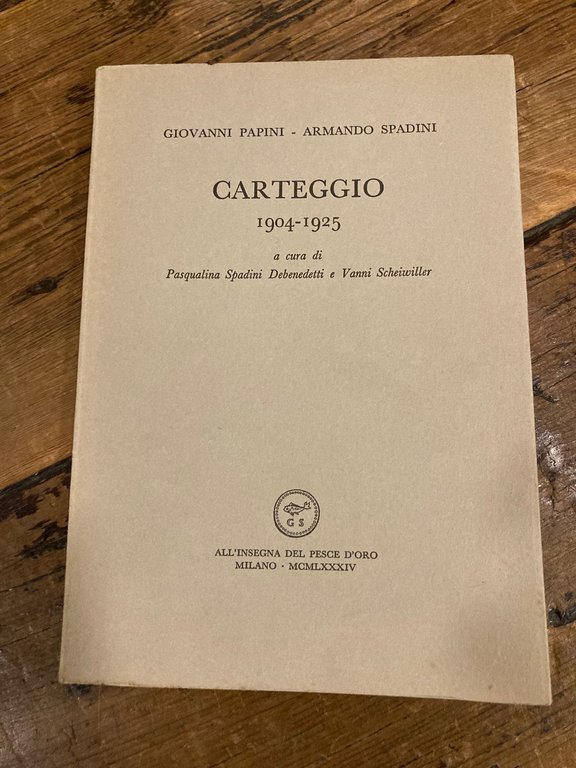 GIOVANNI PAPINI - ARMANDO SPADINI
CARTEGGIO
1904-1925
a cura di
Pasqualina Spadini Debenedetti e Vanni Scheiwiller
G S
ALL'INSEGNA DEL PESCE D'ORO
MILANO · MCMLXXXIV